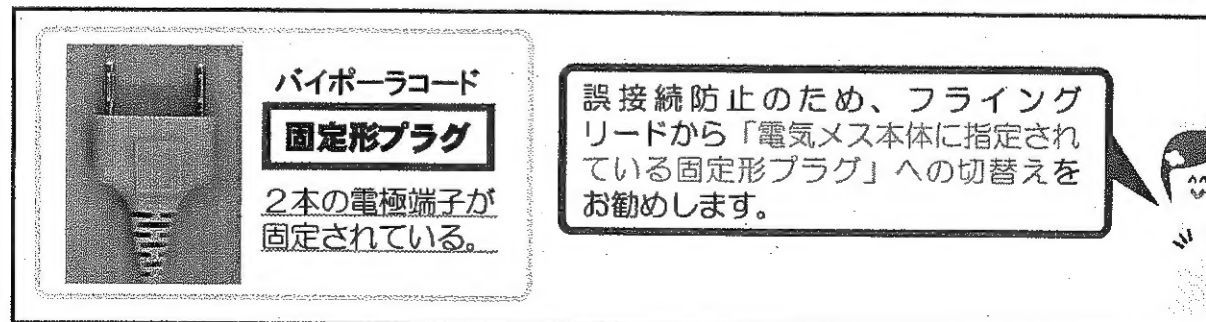 バイポーラコード
固定形プラグ
2本の電極端子が
固定されている。
誤接続防止のため、フライング
リードから「電気メス本体に指定され
ている固定形プラグ」への切替えを
お勧めします。